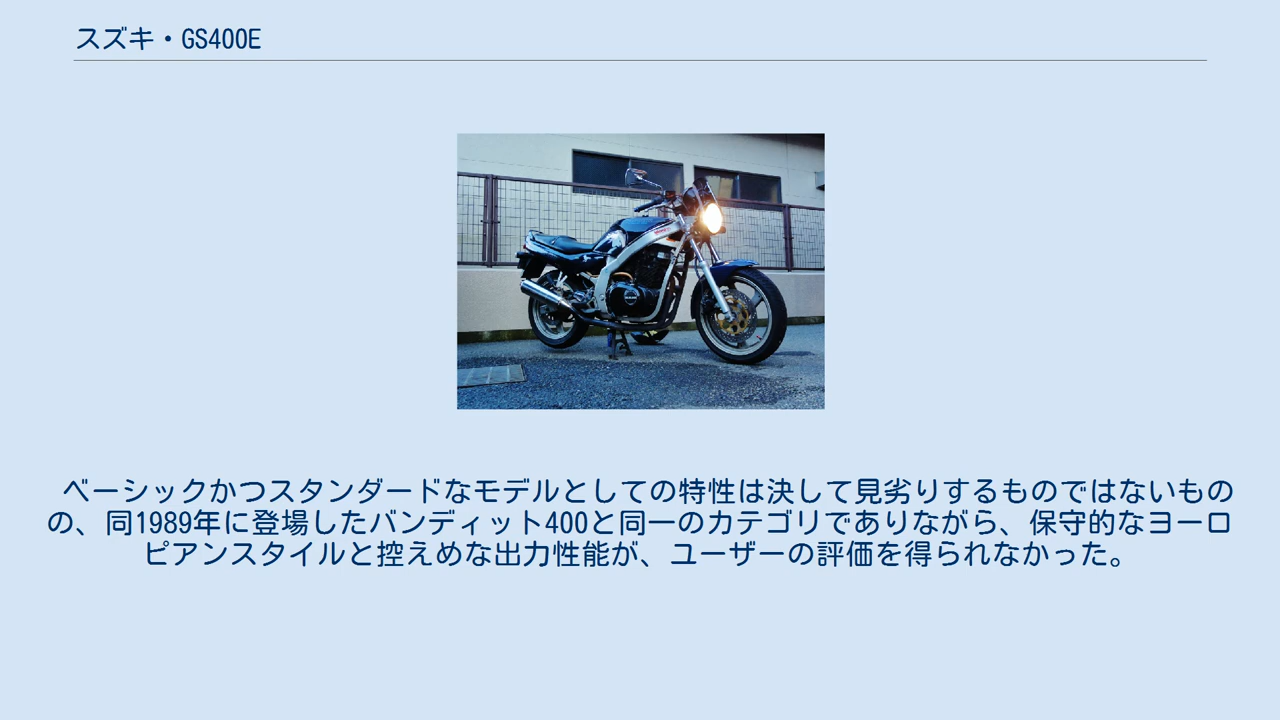 スズキ・GS400E
ベーシックかつスタンダードなモデルとしての特性は決して見劣りするものではないもの
の、同1989年に登場したバンディット400と同一のカテゴリでありながら、保守的なヨーロ
ピアンスタイルと控えめな出力性能が、ユーザーの評価を得られなかった。